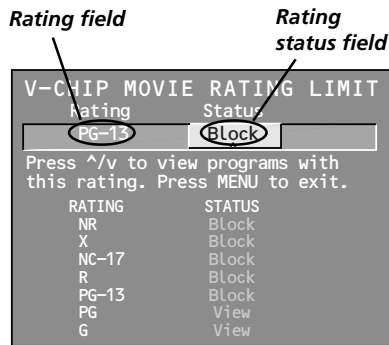 Rating field
Rating
status field
V-CHIP MOVIE RATING LIMIT
Rating Status
PG-13 Block
Press ^/v to view programs with
this rating. Press MENU to exit.
RATING STATUS
NR Block
X Block
NC-17 Block
R Block
PG-13 Block
PG View
G View